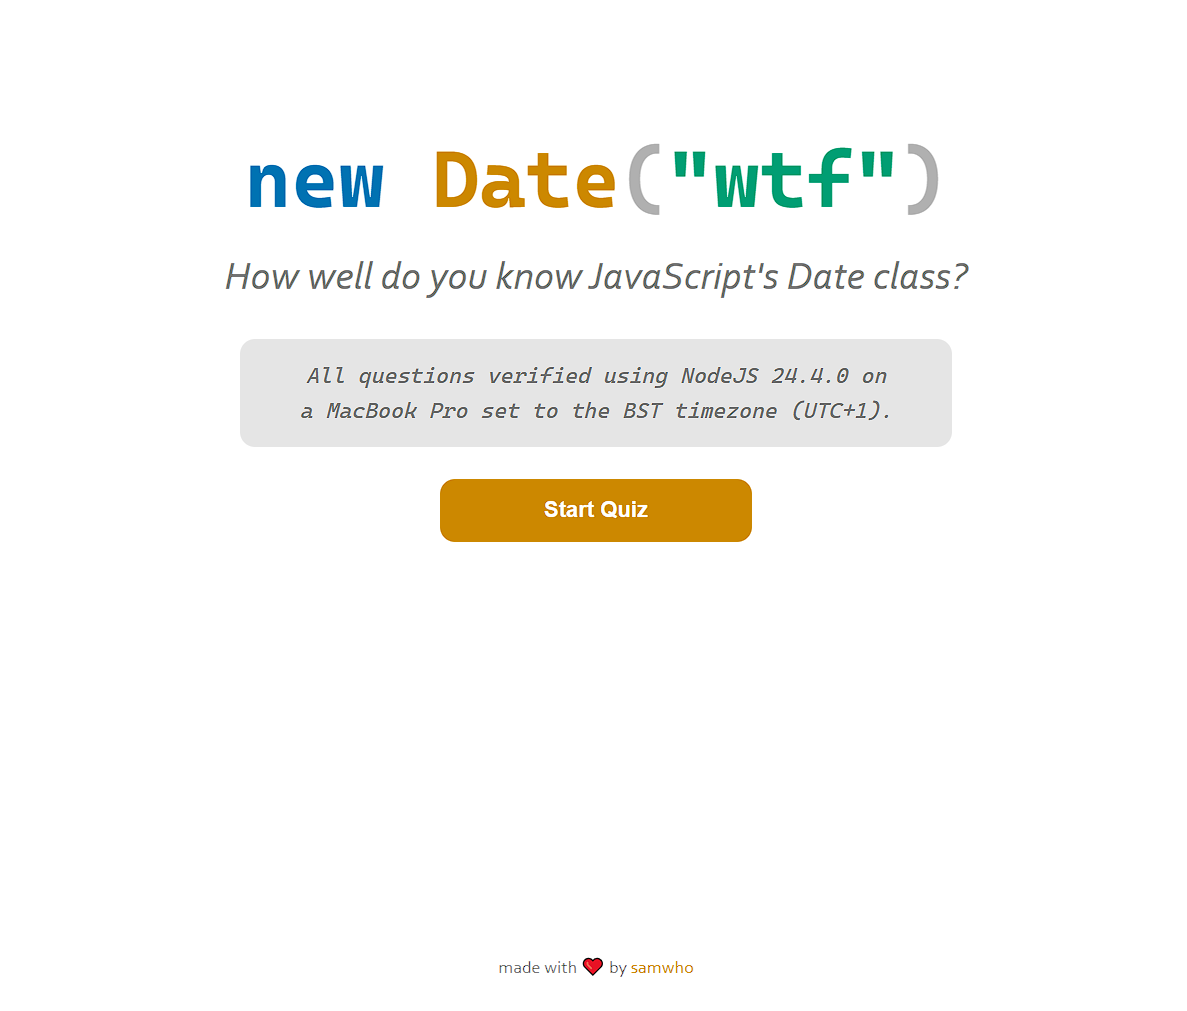 new Date("wtf")
How well do you know JavaScript's Date class?
All questions verified using NodeJS 24.4.0 on
a MacBook Pro set to the BST timezone (UTC+1).
Start Quiz
made with ❤️ by samwho